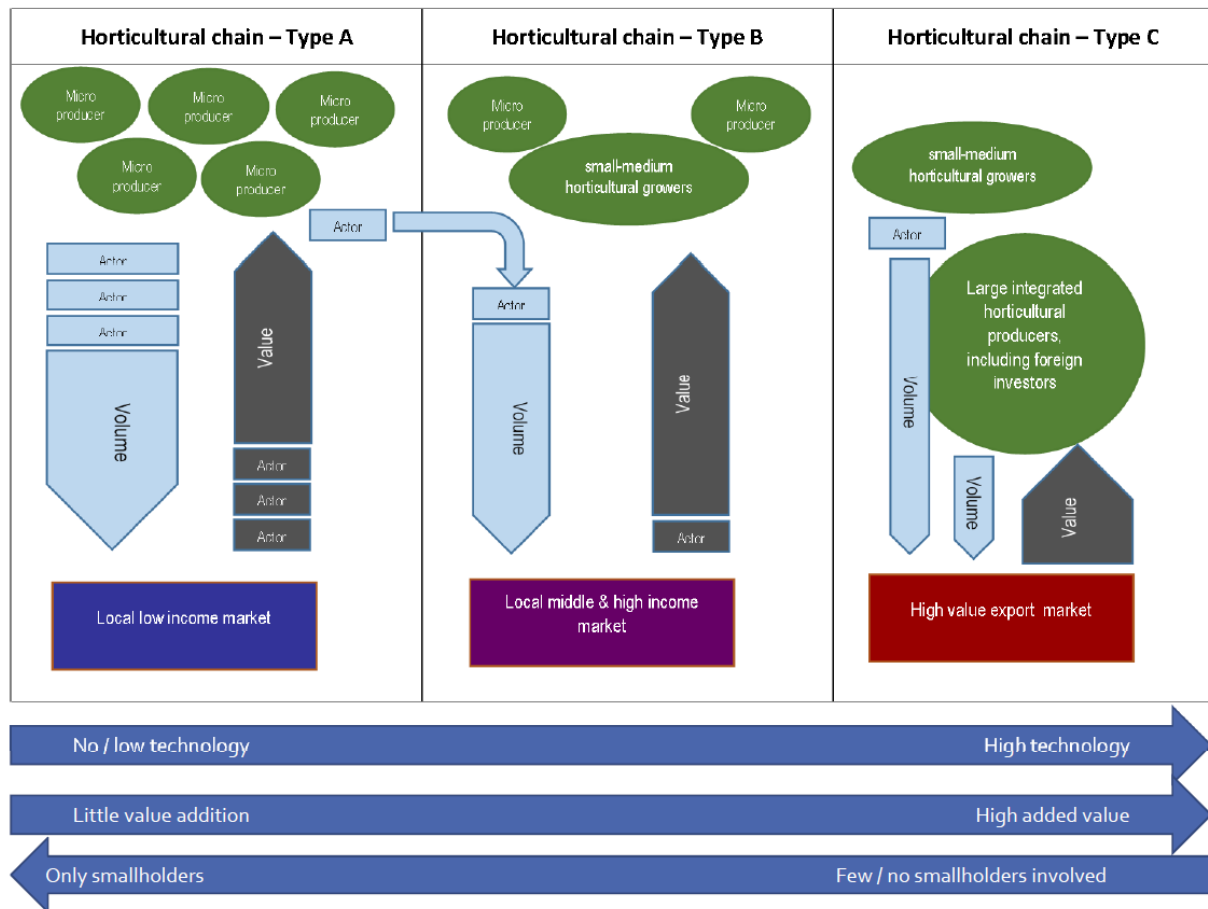 Horticultural chain – Type A
Horticultural chain – Type B
Horticultural chain – Type C
Micro
producer
Micro
producer
Micro
producer
Micro
producer
Micro
producer
Actor
Actor
Actor
Actor
Volume
Value
Actor
Actor
Actor
Local low income market
Micro
producer
Micro
producer
small-medium
horticultural growers
Actor
Volume
Value
Actor
Local middle & high income
market
small-medium
horticultural growers
Actor
Large integrated
horticultural
producers,
including foreign
investors
Volume
Volume
Value
High value export market
No / low technology
High technology
Little value addition
High added value
Only smallholders
Few / no smallholders involved